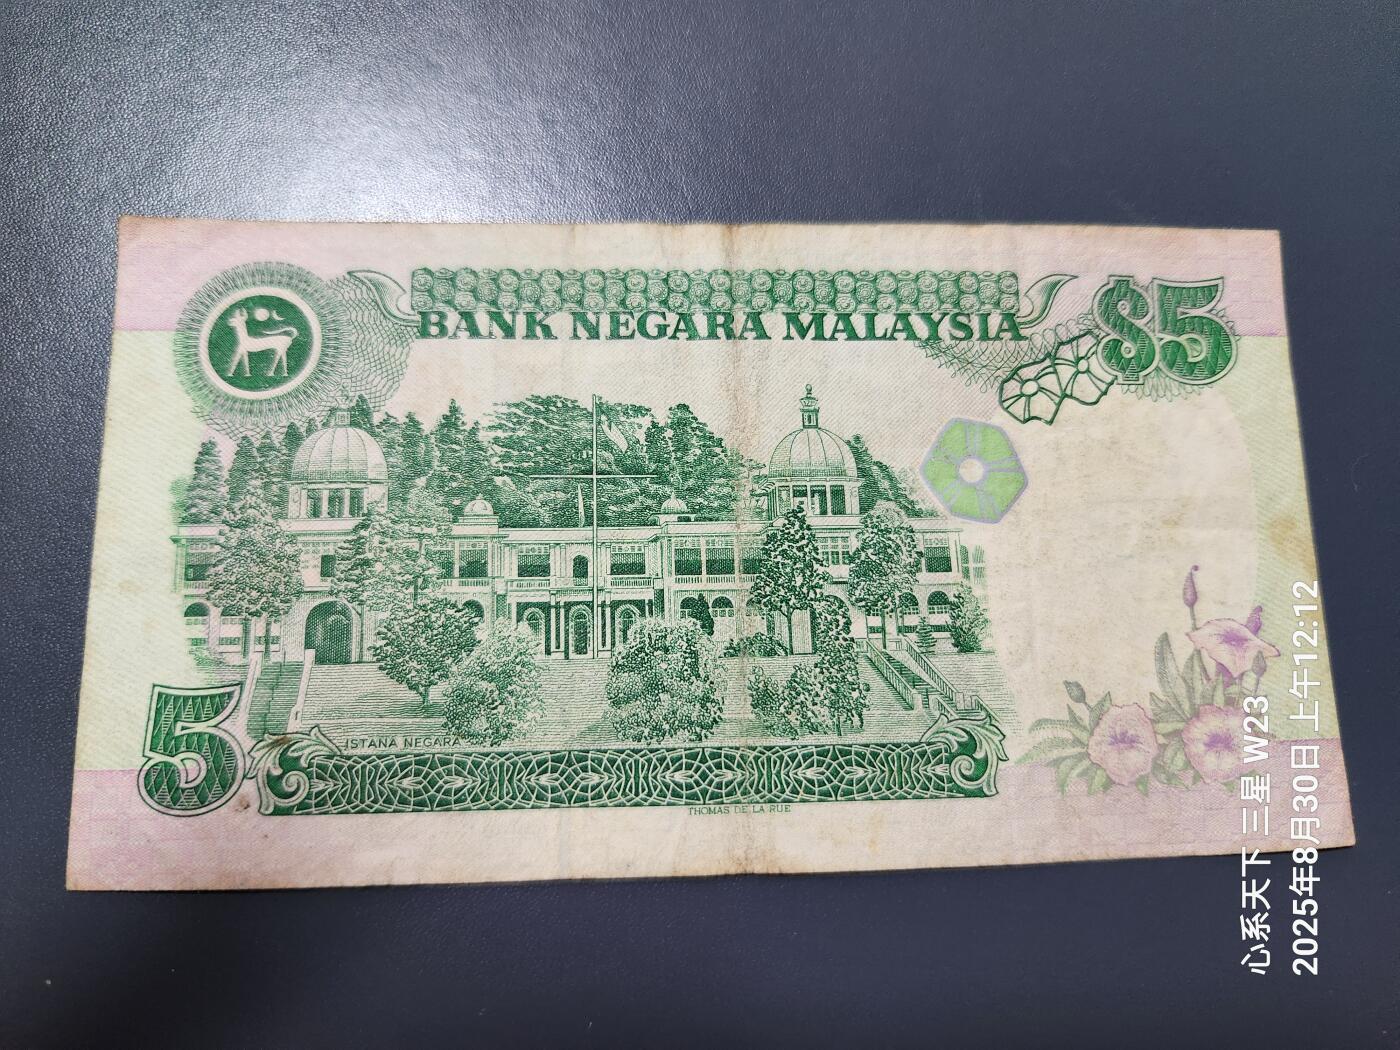 BANK NEGARA MALAYSIA
$5
5
ISTANA NEGARA
THOMAS DE LA RUE
心系天下 三星 W23
2025年8月30日 上午12:12